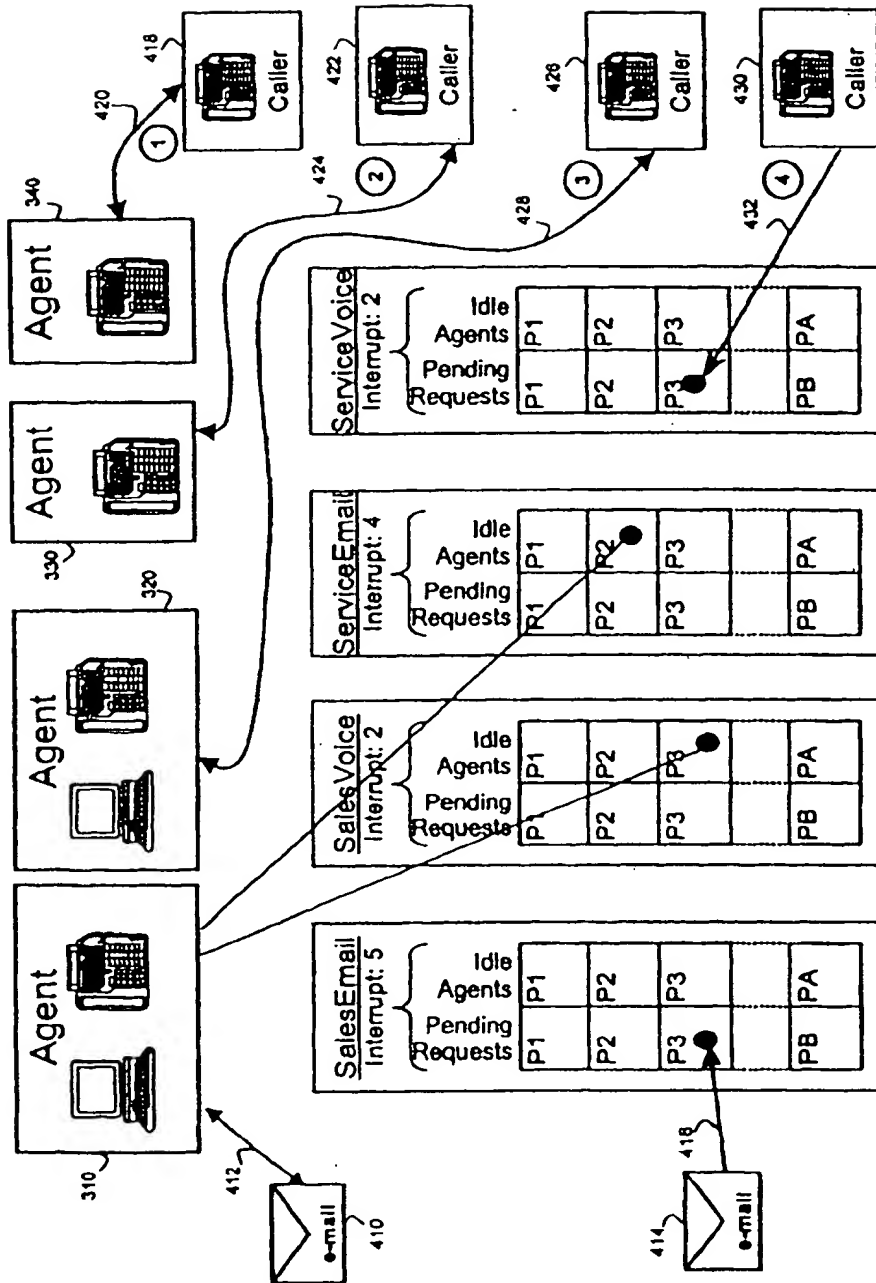 Agent
310
Agent
320
Agent
330
Agent
340
412
e-mail
410
420
1
418
Caller
424
2
422
Caller
428
3
426
Caller
432
4
430
Caller
414
e-mail
418
SalesEmail
Interrupt: 5
Pending Requests
Idle Agents
P1 P1
P2 P2
P3 P3
PB PA
SalesVoice
Interrupt: 2
Pending Requests
Idle Agents
P1 P1
P2 P2
P3 P3
PB PA
ServiceEmail
Interrupt: 4
Pending Requests
Idle Agents
P1 P1
P2 P2
P3 P3
PB PA
ServiceVoice
Interrupt: 2
Pending Requests
Idle Agents
P1 P1
P2 P2
P3 P3
PB PA